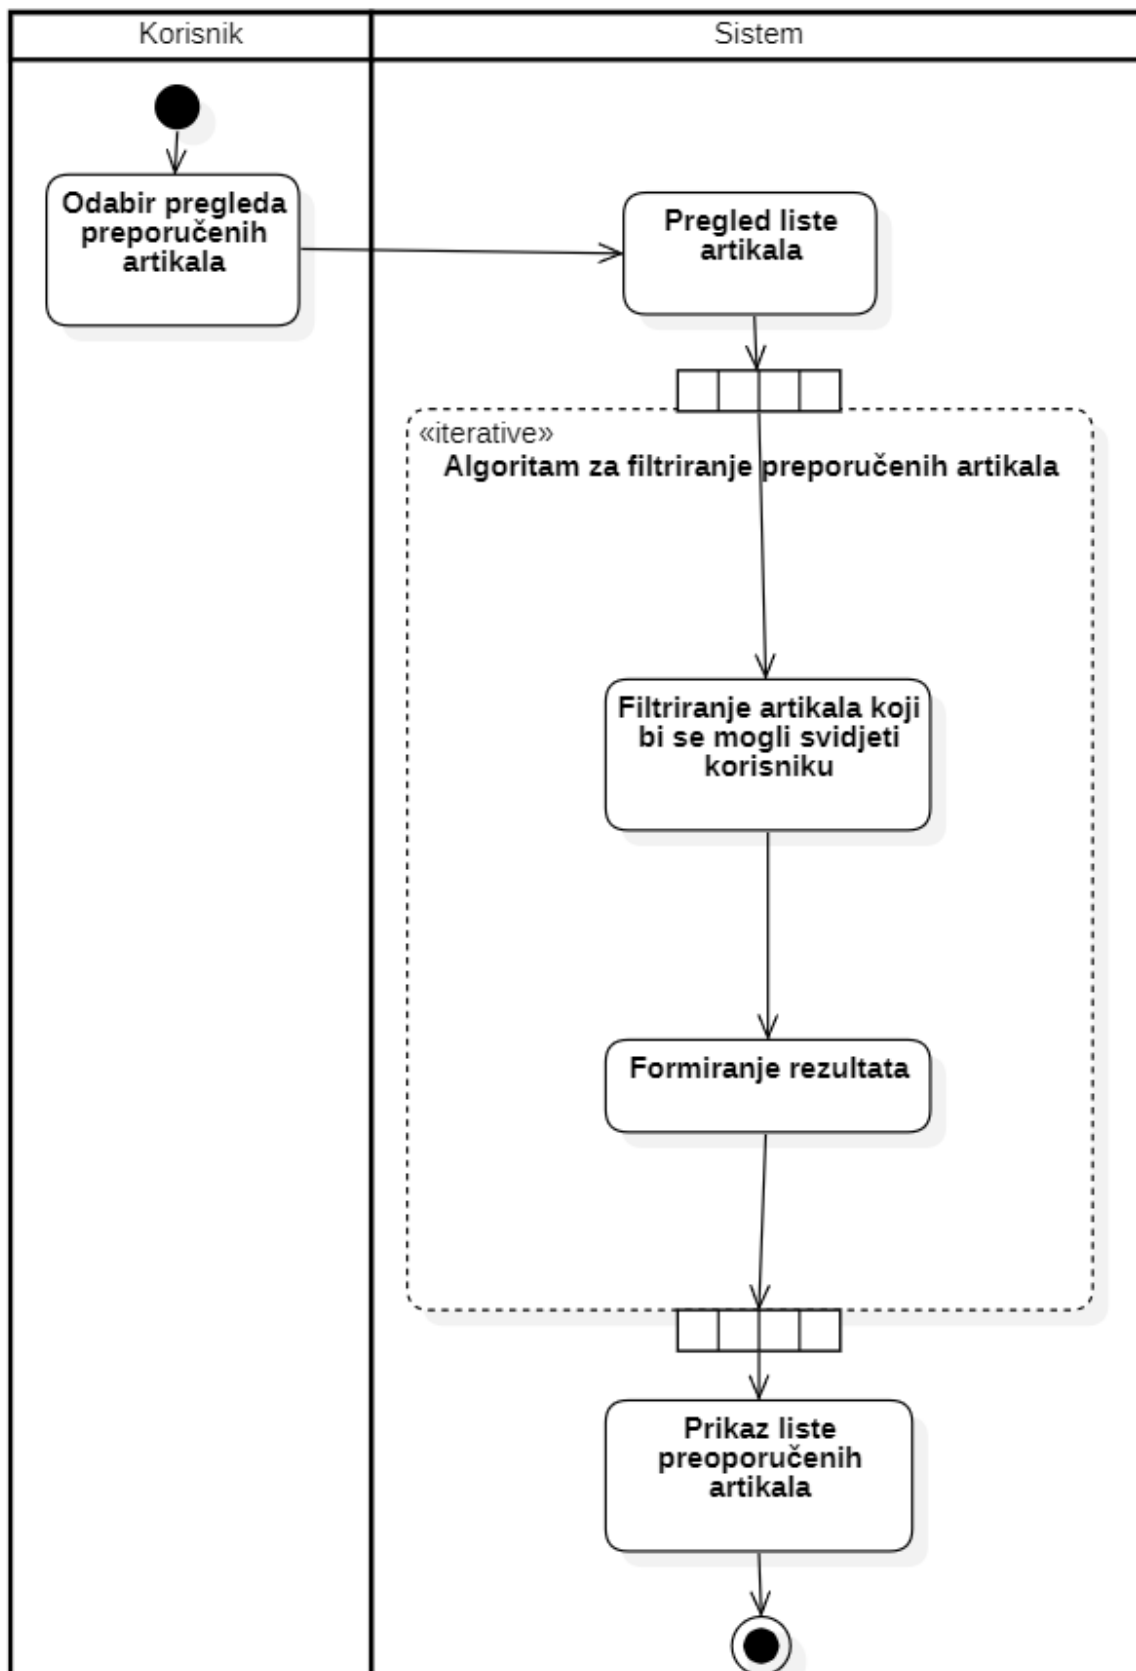 Korisnik
Sistem
Odabir pregleda
preporučenih
artikala
Pregled liste
artikala
«iterative»
Algoritam za filtriranje preporučenih artikala
Filtriranje artikala koji
bi se mogli svidjeti
korisniku
Formiranje rezultata
Prikaz liste
preoporučenih
artikala